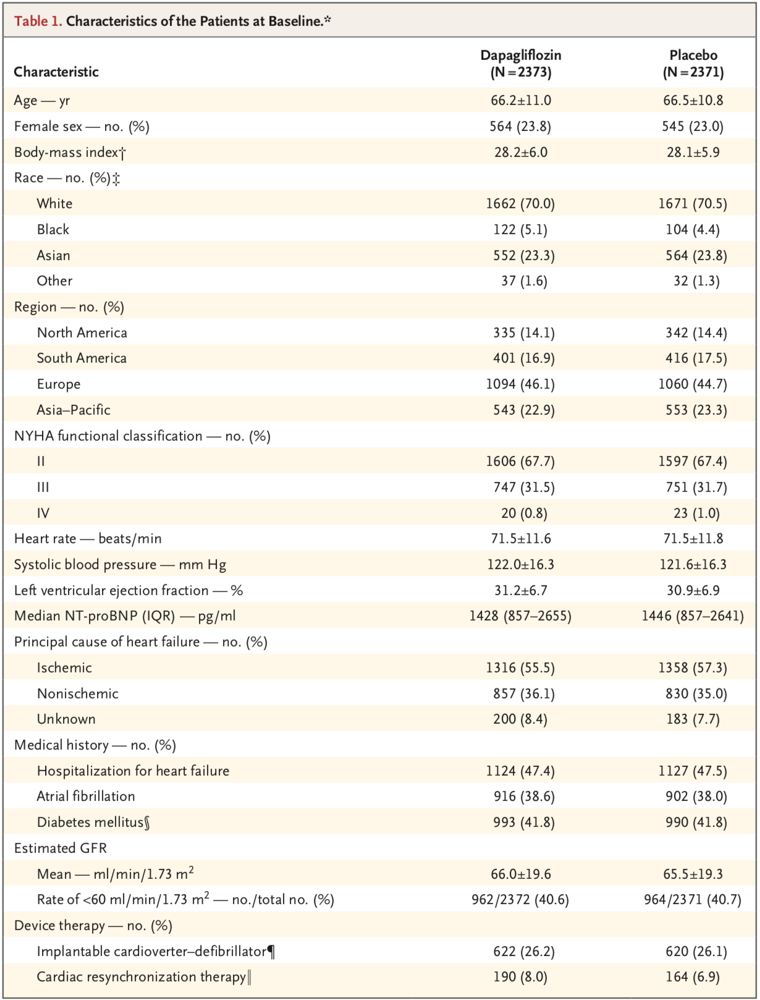 Table 1. Characteristics of the Patients at Baseline.*
Characteristic Dapagliflozin (N=2373) Placebo (N=2371)
Age — yr 66.2±11.0 66.5±10.8
Female sex — no. (%) 564 (23.8) 545 (23.0)
Body-mass index† 28.2±6.0 28.1±5.9
Race — no. (%)‡
White 1662 (70.0) 1671 (70.5)
Black 122 (5.1) 104 (4.4)
Asian 552 (23.3) 564 (23.8)
Other 37 (1.6) 32 (1.3)
Region — no. (%)
North America 335 (14.1) 342 (14.4)
South America 401 (16.9) 416 (17.5)
Europe 1094 (46.1) 1060 (44.7)
Asia–Pacific 543 (22.9) 553 (23.3)
NYHA functional classification — no. (%)
II 1606 (67.7) 1597 (67.4)
III 747 (31.5) 751 (31.7)
IV 20 (0.8) 23 (1.0)
Heart rate — beats/min 71.5±11.6 71.5±11.8
Systolic blood pressure — mm Hg 122.0±16.3 121.6±16.3
Left ventricular ejection fraction — % 31.2±6.7 30.9±6.9
Median NT-proBNP (IQR) — pg/ml 1428 (857–2655) 1446 (857–2641)
Principal cause of heart failure — no. (%)
Ischemic 1316 (55.5) 1358 (57.3)
Nonischemic 857 (36.1) 830 (35.0)
Unknown 200 (8.4) 183 (7.7)
Medical history — no. (%)
Hospitalization for heart failure 1124 (47.4) 1127 (47.5)
Atrial fibrillation 916 (38.6) 902 (38.0)
Diabetes mellitus§ 993 (41.8) 990 (41.8)
Estimated GFR
Mean — ml/min/1.73 m² 66.0±19.6 65.5±19.3
Rate of <60 ml/min/1.73 m² — no./total no. (%) 962/2372 (40.6) 964/2371 (40.7)
Device therapy — no. (%)
Implantable cardioverter–defibrillator¶ 622 (26.2) 620 (26.1)
Cardiac resynchronization therapy‖ 190 (8.0) 164 (6.9)